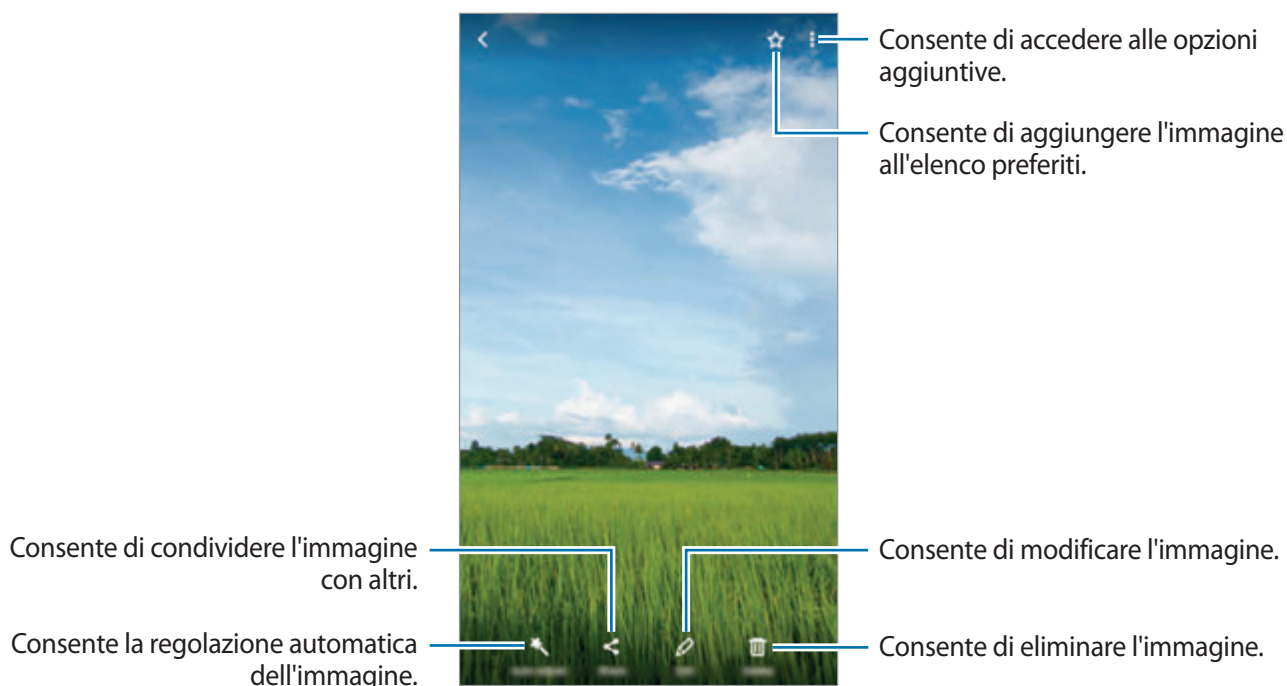 Consente di accedere alle opzioni
aggiuntive.
Consente di aggiungere l'immagine
all'elenco preferiti.
Consente di condividere l'immagine
con altri.
Consente di modificare l'immagine.
Consente la regolazione automatica
dell'immagine.
Consente di eliminare l'immagine.